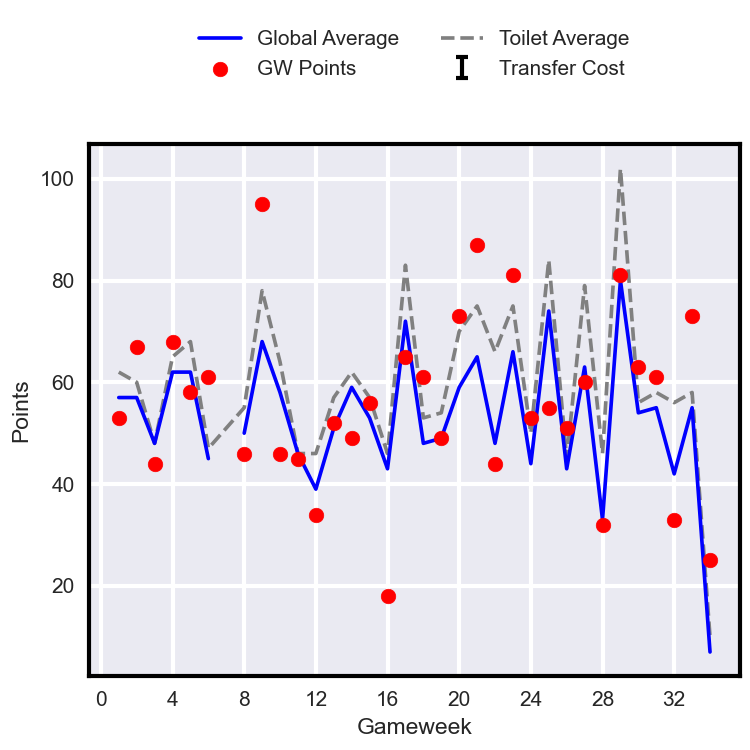 Global Average
Toilet Average
GW Points
Transfer Cost
Points
100
80
60
40
20
0 4 8 12 16 20 24 28 32
Gameweek